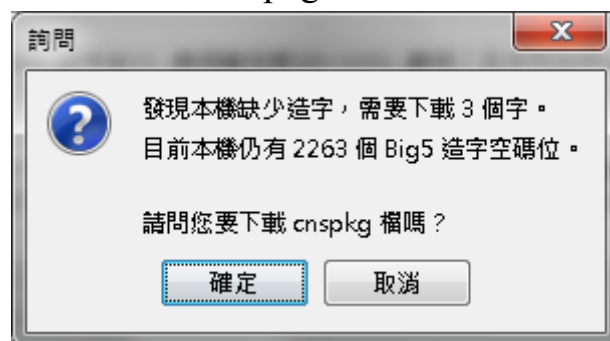 詢問
發現本機缺少造字，需要下載 3 個字。
目前本機仍有 2263 個 Big5 造字空碼位。
請問您要下載 cnspkg 檔嗎？
確定
取消